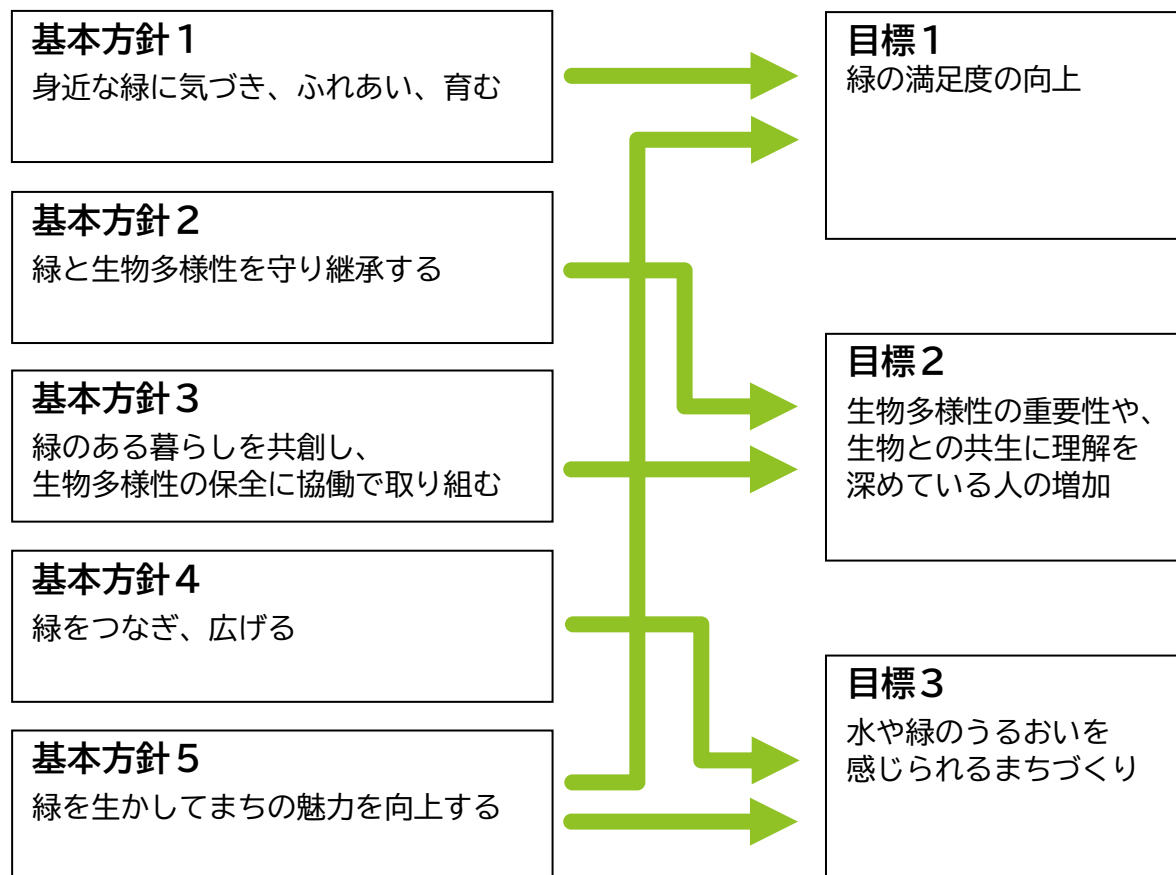 基本方針１
身近な緑に気づき、ふれあい、育む
基本方針２
緑と生物多様性を守り継承する
基本方針３
緑のある暮らしを共創し、
生物多様性の保全に協働で取り組む
基本方針４
緑をつなぎ、広げる
基本方針５
緑を生かしてまちの魅力を向上する
目標１
緑の満足度の向上
目標２
生物多様性の重要性や、
生物との共生に理解を
深めている人の増加
目標３
水や緑のうるおいを
感じられるまちづくり